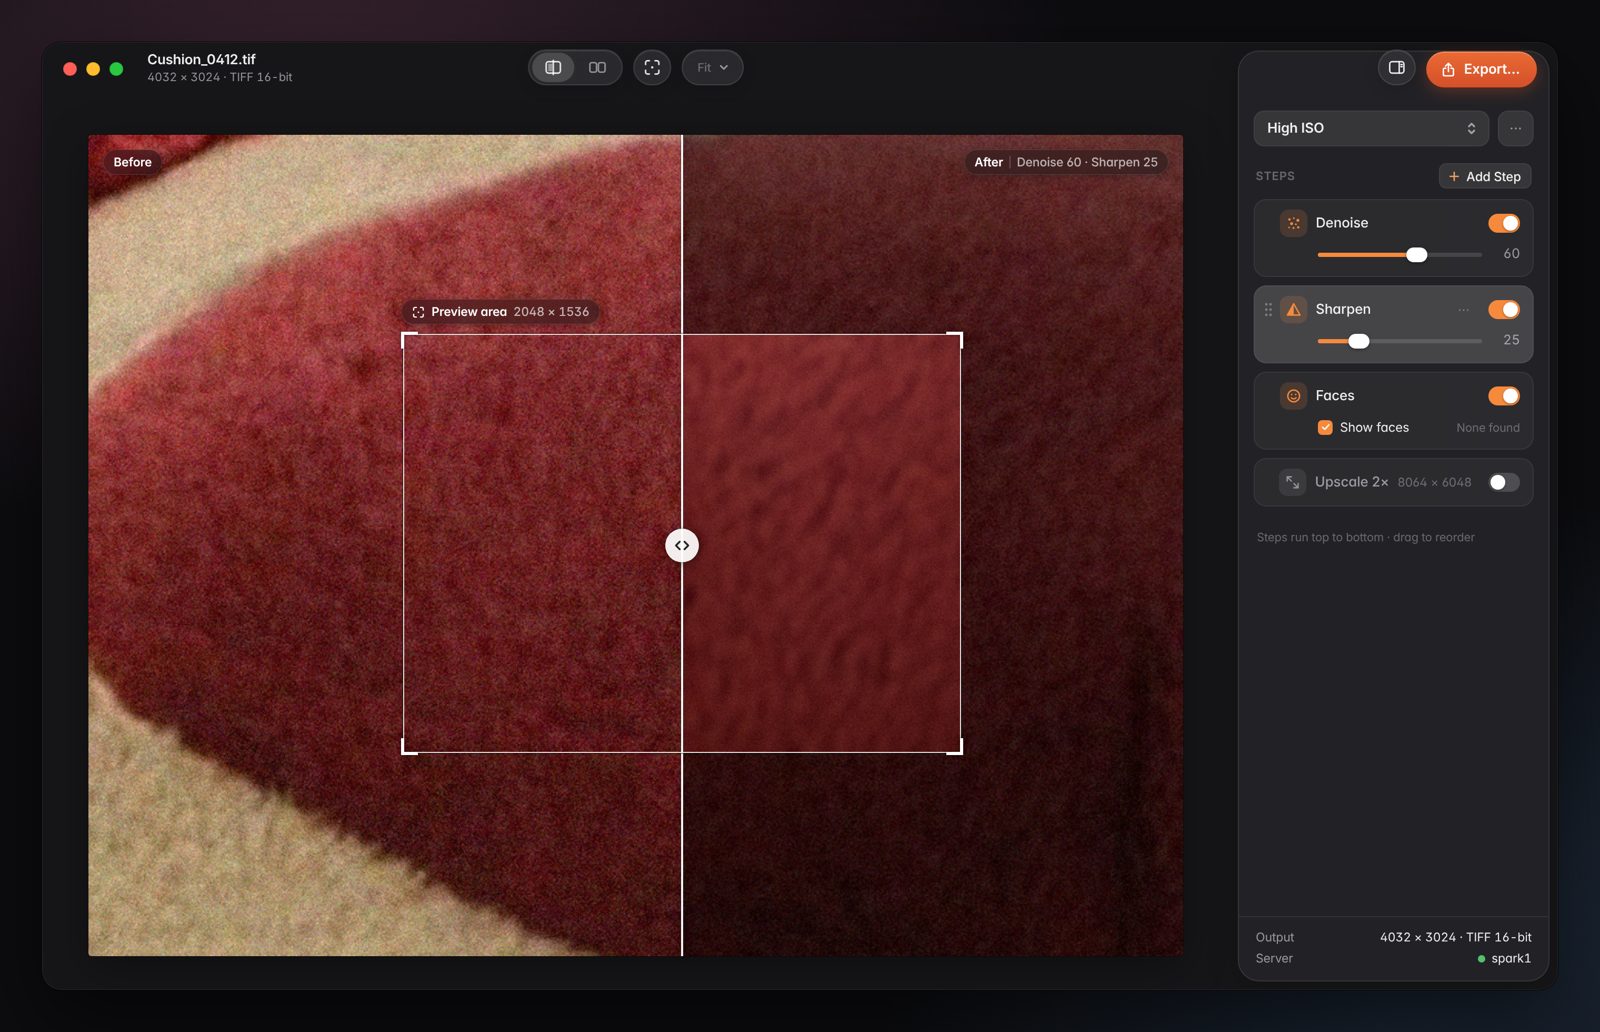 Cushion_0412.tif
4032 × 3024 · TIFF 16-bit
Fit
Export...
High ISO
STEPS
Add Step
Before
After
Denoise 60 · Sharpen 25
Denoise
60
Preview area 2048 × 1536
Sharpen
25
Faces
Show faces
None found
Upscale 2×
8064 × 6048
Steps run top to bottom · drag to reorder
Output
4032 × 3024 · TIFF 16-bit
Server
spark1